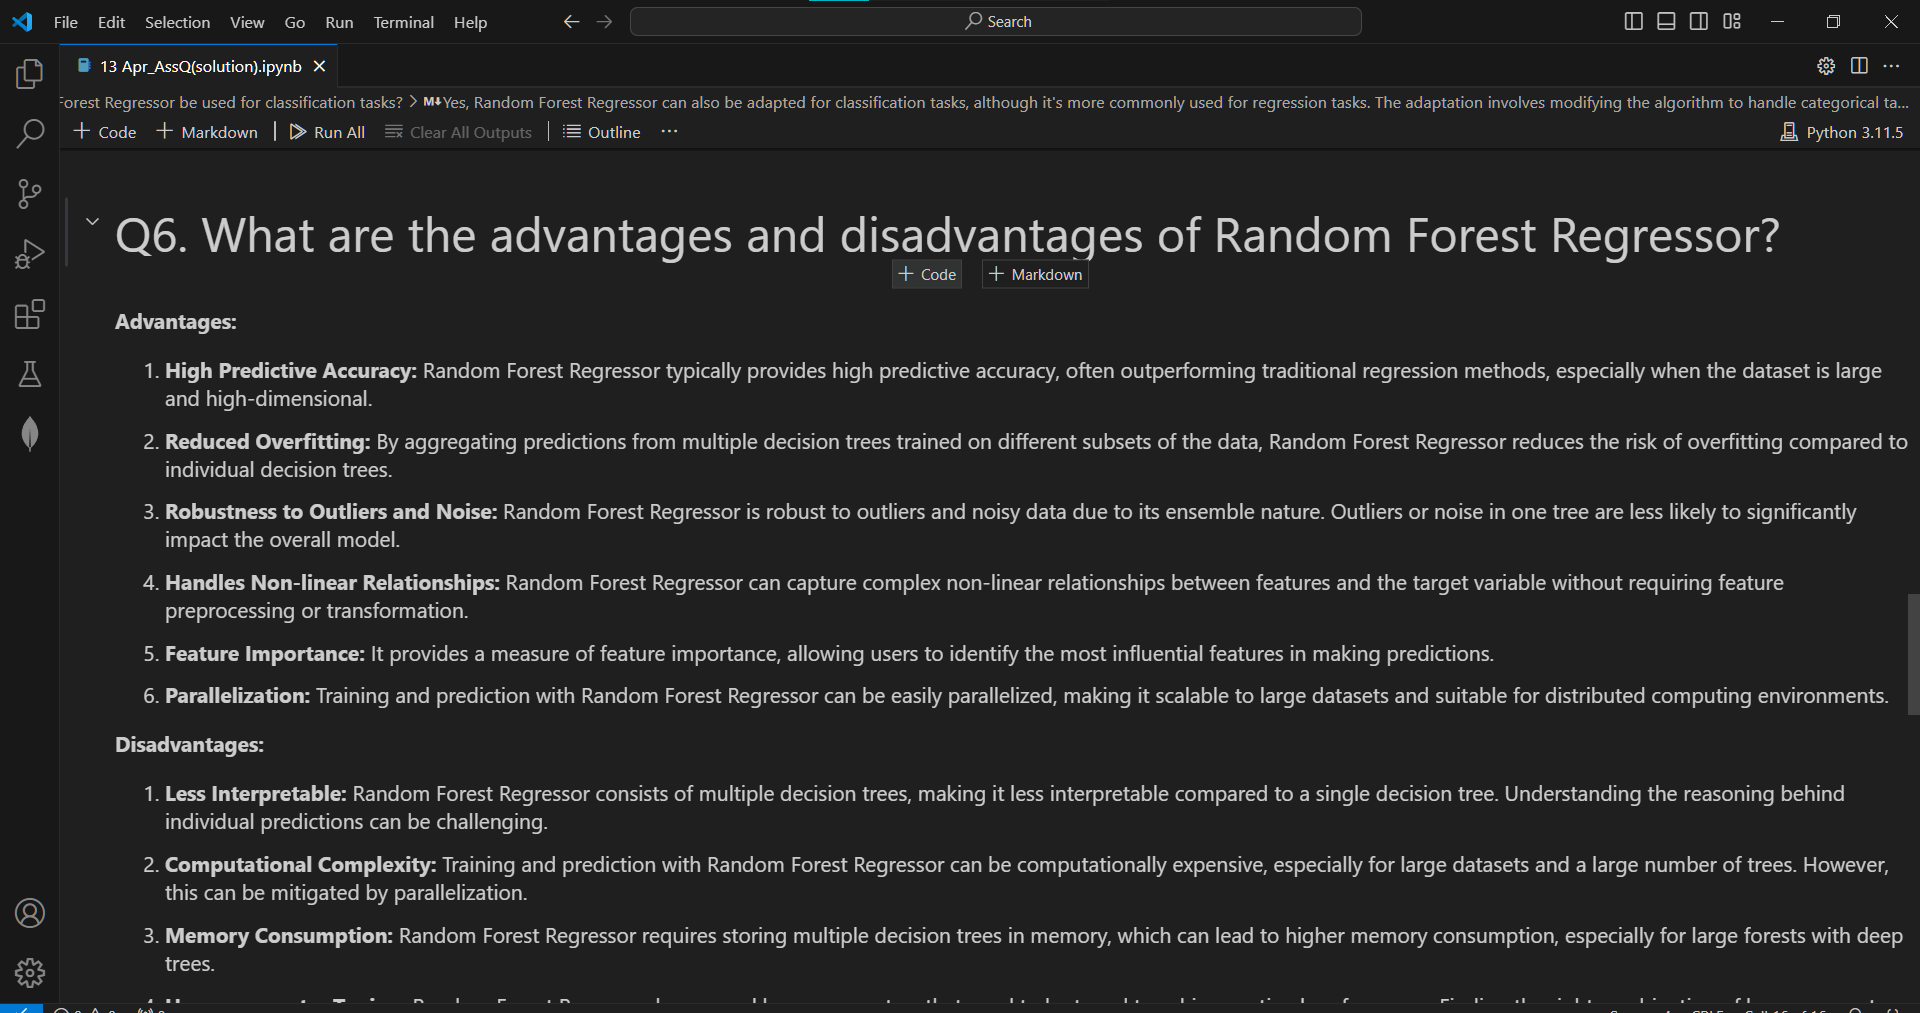 File Edit Selection View Go Run Terminal Help
Search
13 Apr_AssQ(solution).ipynb
Forest Regressor be used for classification tasks? > M↓Yes, Random Forest Regressor can also be adapted for classification tasks, although it's more commonly used for regression tasks. The adaptation involves modifying the algorithm to handle categorical ta...
+ Code + Markdown Run All Clear All Outputs Outline ...
Python 3.11.5
Q6. What are the advantages and disadvantages of Random Forest Regressor?
+ Code + Markdown
Advantages:
1. High Predictive Accuracy: Random Forest Regressor typically provides high predictive accuracy, often outperforming traditional regression methods, especially when the dataset is large
and high-dimensional.
2. Reduced Overfitting: By aggregating predictions from multiple decision trees trained on different subsets of the data, Random Forest Regressor reduces the risk of overfitting compared to
individual decision trees.
3. Robustness to Outliers and Noise: Random Forest Regressor is robust to outliers and noisy data due to its ensemble nature. Outliers or noise in one tree are less likely to significantly
impact the overall model.
4. Handles Non-linear Relationships: Random Forest Regressor can capture complex non-linear relationships between features and the target variable without requiring feature
preprocessing or transformation.
5. Feature Importance: It provides a measure of feature importance, allowing users to identify the most influential features in making predictions.
6. Parallelization: Training and prediction with Random Forest Regressor can be easily parallelized, making it scalable to large datasets and suitable for distributed computing environments.
Disadvantages:
1. Less Interpretable: Random Forest Regressor consists of multiple decision trees, making it less interpretable compared to a single decision tree. Understanding the reasoning behind
individual predictions can be challenging.
2. Computational Complexity: Training and prediction with Random Forest Regressor can be computationally expensive, especially for large datasets and a large number of trees. However,
this can be mitigated by parallelization.
3. Memory Consumption: Random Forest Regressor requires storing multiple decision trees in memory, which can lead to higher memory consumption, especially for large forests with deep
trees.